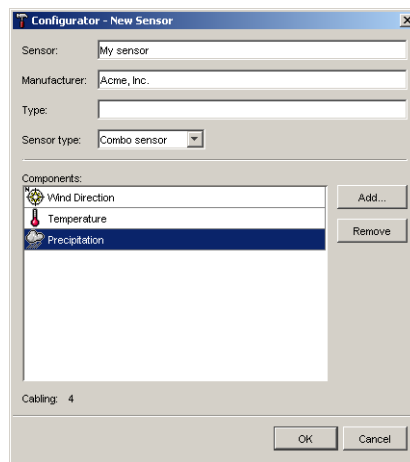 Configurator - New Sensor
Sensor: My sensor
Manufacturer: Acme, Inc.
Type:
Sensor type: Combo sensor
Components:
N Wind Direction
Add...
Temperature
Remove
Precipitation
Cabling: 4
OK Cancel